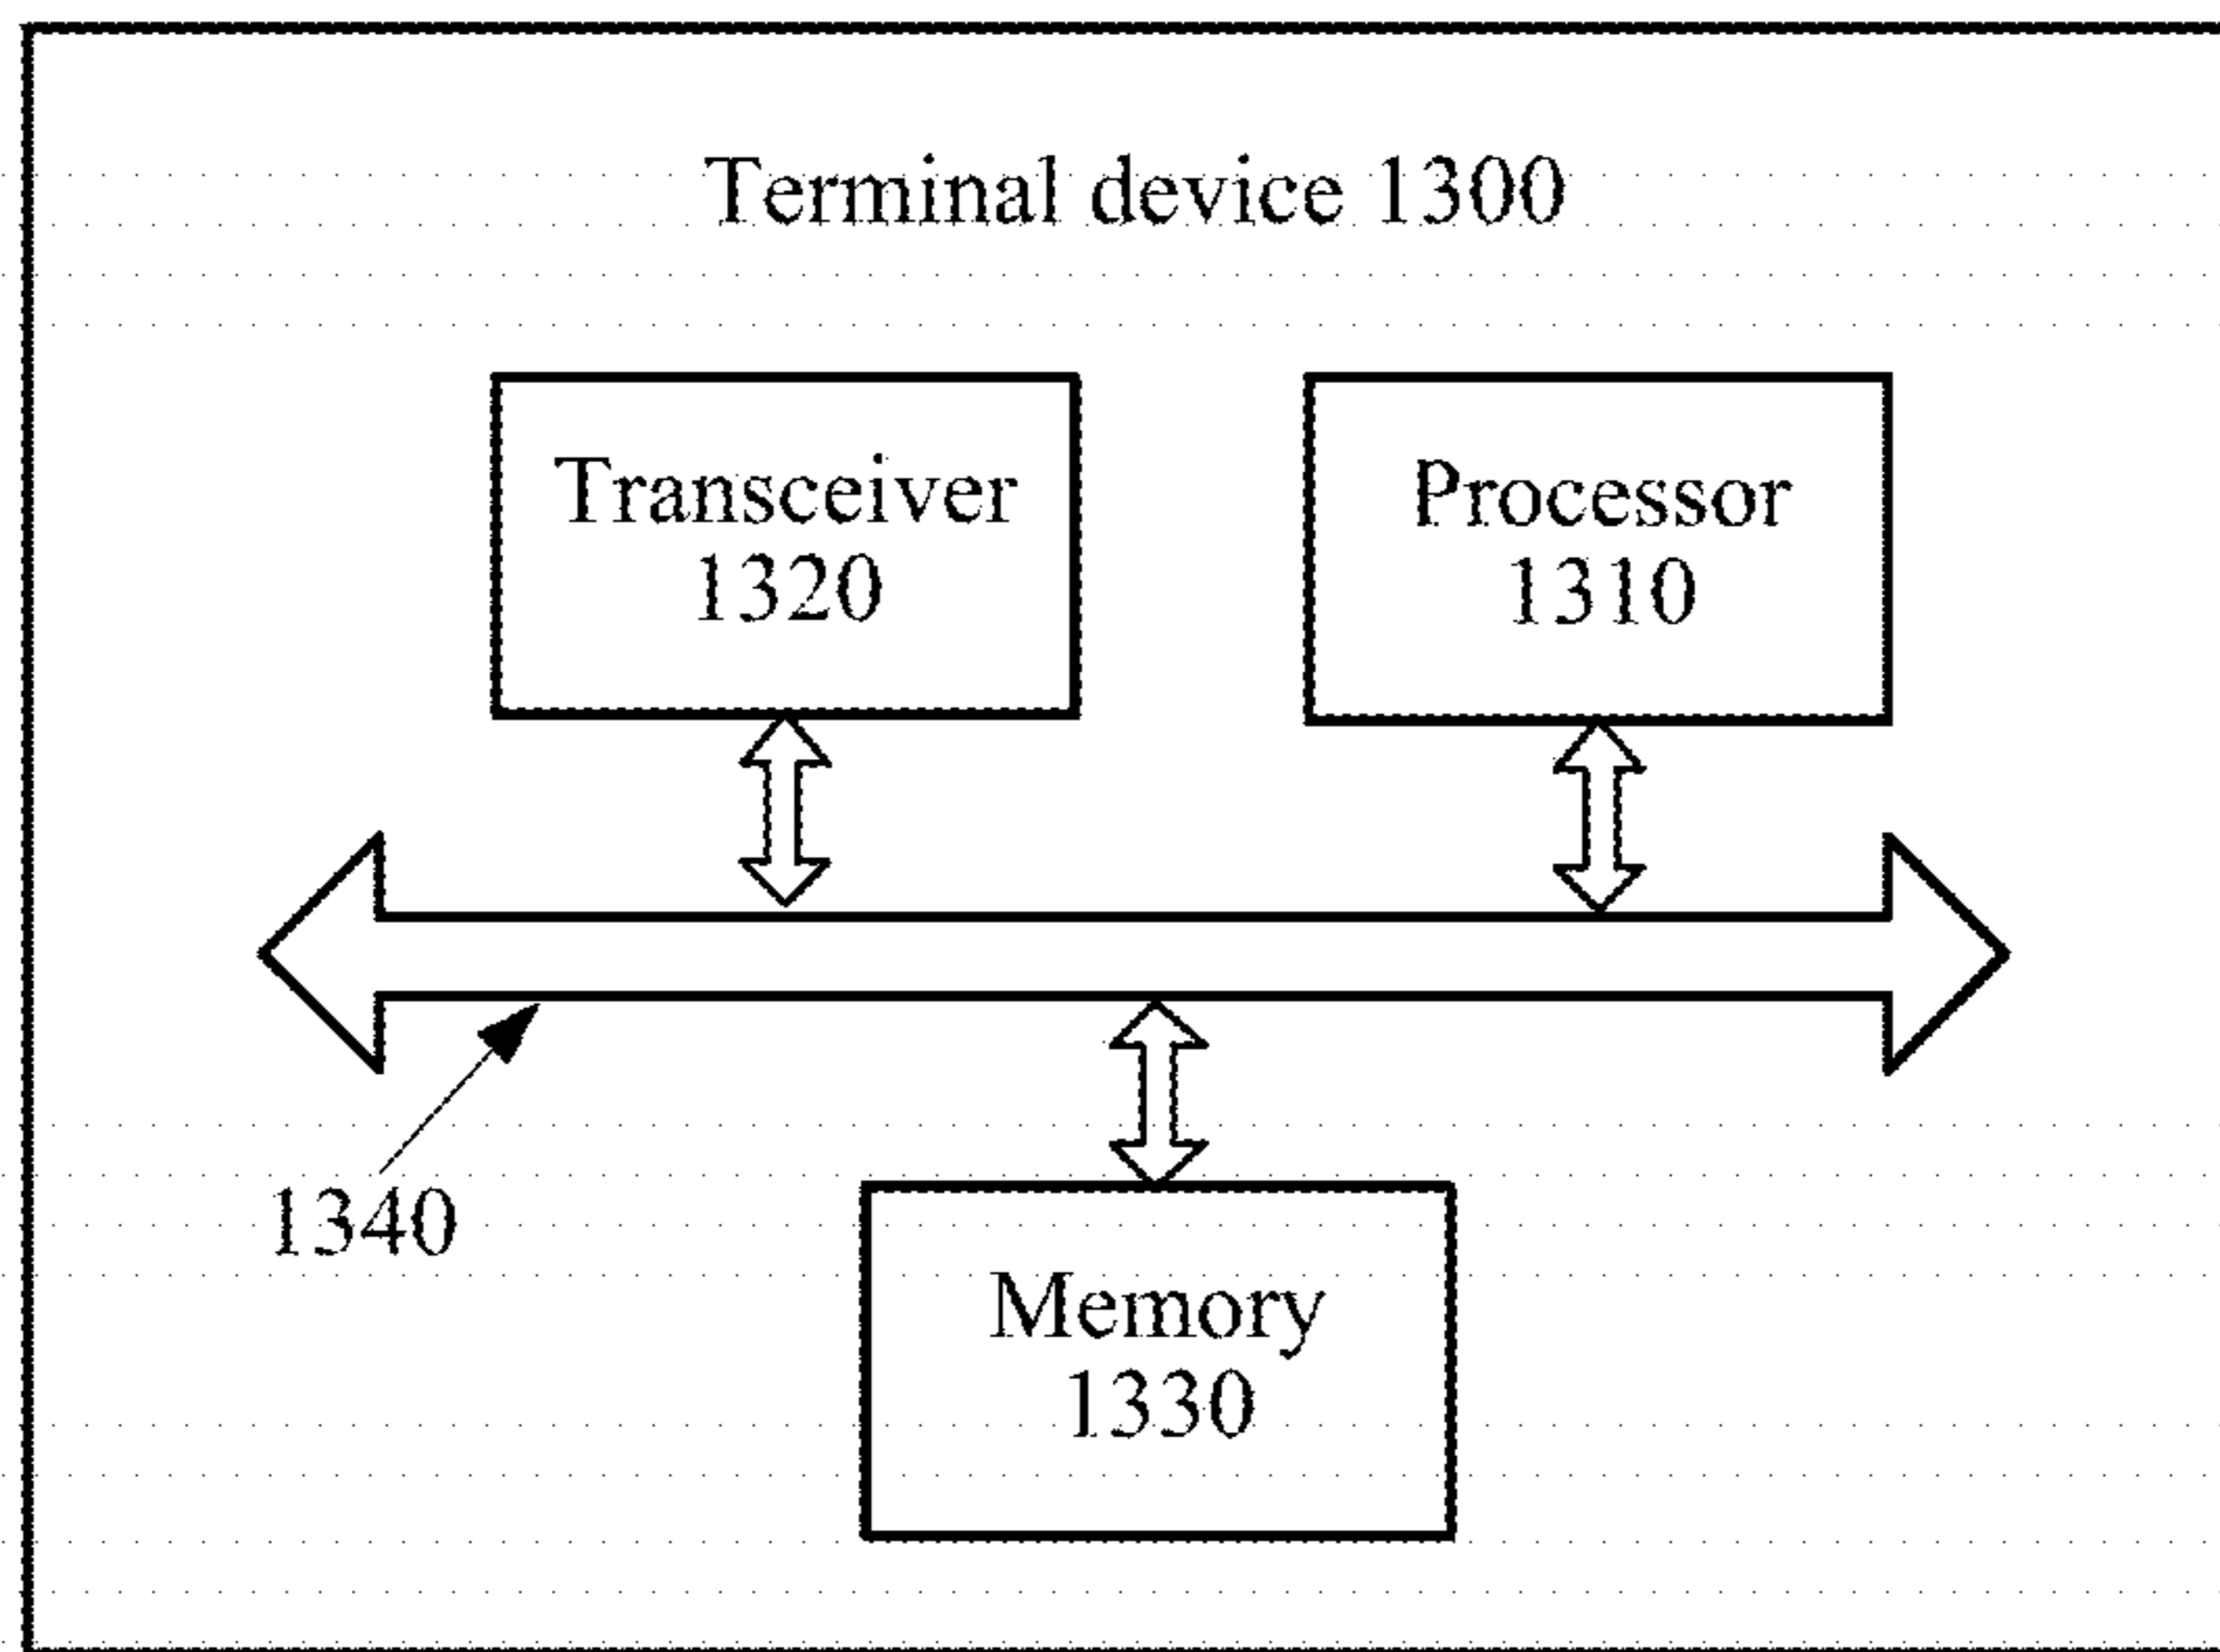 Terminal device 1300
Transceiver
1320
Processor
1310
1340
Memory
1330